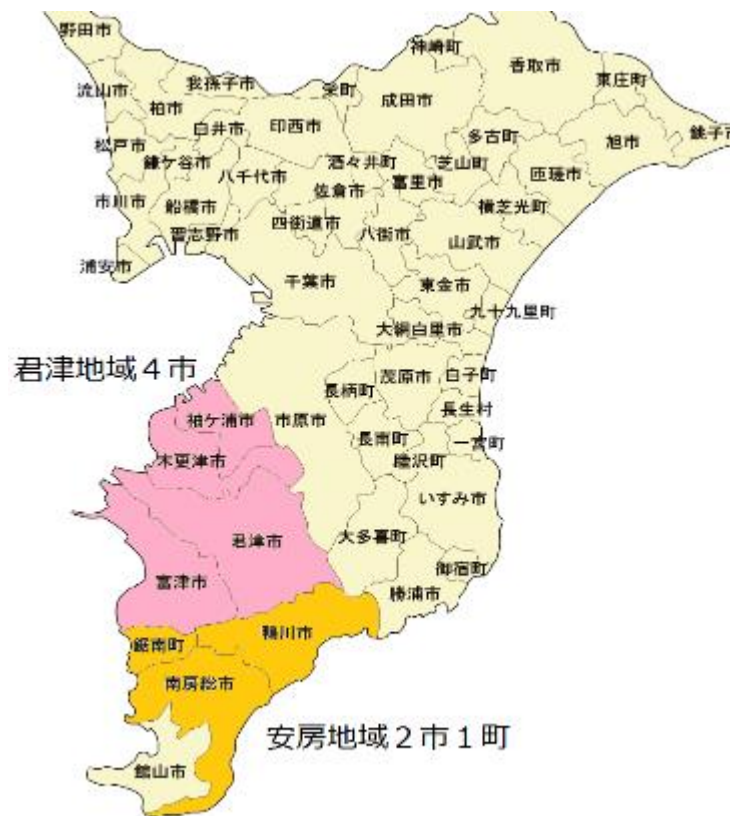 野田市
神崎町
香取市
東庄町
流山市
我孫子市
栄町
成田市
柏市
白井市
印西市
多古町
旭市
銚子市
松戸市
鎌ケ谷市
八千代市
酒々井町
芝山町
匝瑳市
佐倉市
富里市
市川市
船橋市
四街道市
八街市
横芝光町
習志野市
山武市
浦安市
千葉市
東金市
九十九里町
大網白里市
君津地域４市
長柄町
茂原市
白子町
袖ケ浦市
市原市
長生村
長南町
一宮町
木更津市
睦沢町
いすみ市
君津市
大多喜町
富津市
御宿町
勝浦市
鋸南町
鴨川市
南房総市
安房地域２市１町
館山市